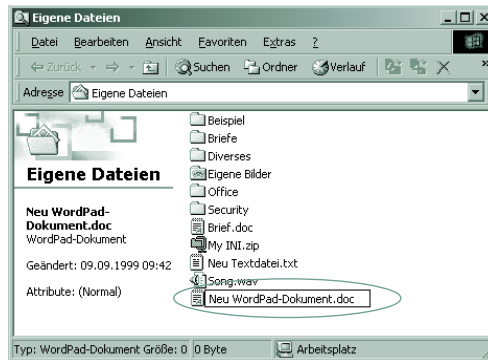 Eigene Dateien
Datei Bearbeiten Ansicht Favoriten Extras ?
Zurück Suchen Ordner Verlauf »
Adresse Eigene Dateien
Eigene Dateien
Neu WordPad-
Dokument.doc
WordPad-Dokument
Geändert: 09.09.1999 09:42
Attribute: (Normal)
Beispiel
Briefe
Diverses
Eigene Bilder
Office
Security
Brief.doc
My INI.zip
Neu Textdatei.txt
Song.wav
Neu WordPad-Dokument.doc
Typ: WordPad-Dokument Größe: 0 0 Byte Arbeitsplatz